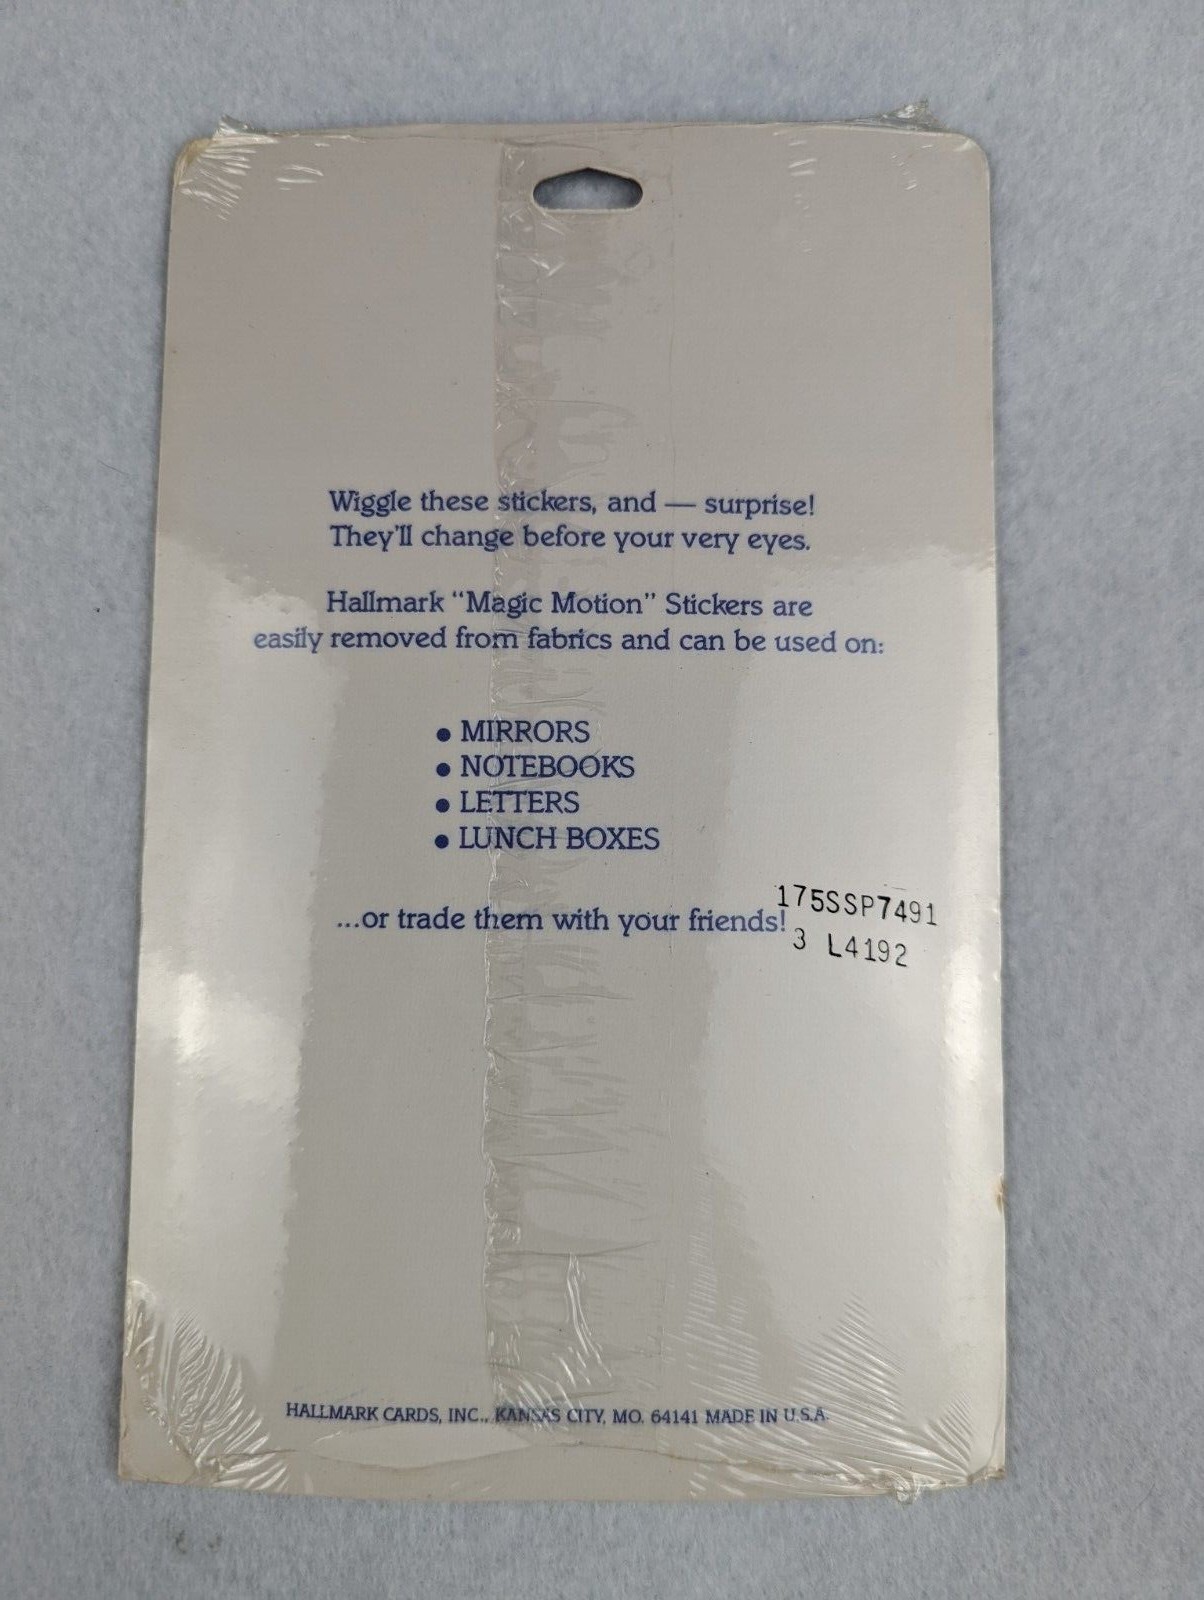 Wiggle these stickers, and — surprise!
They'll change before your very eyes.
Hallmark "Magic Motion" Stickers are
easily removed from fabrics and can be used on:
• MIRRORS
• NOTEBOOKS
• LETTERS
• LUNCH BOXES
...or trade them with your friends!
175SSP7491
3 L4192
HALLMARK CARDS, INC., KANSAS CITY, MO. 64141 MADE IN U.S.A.